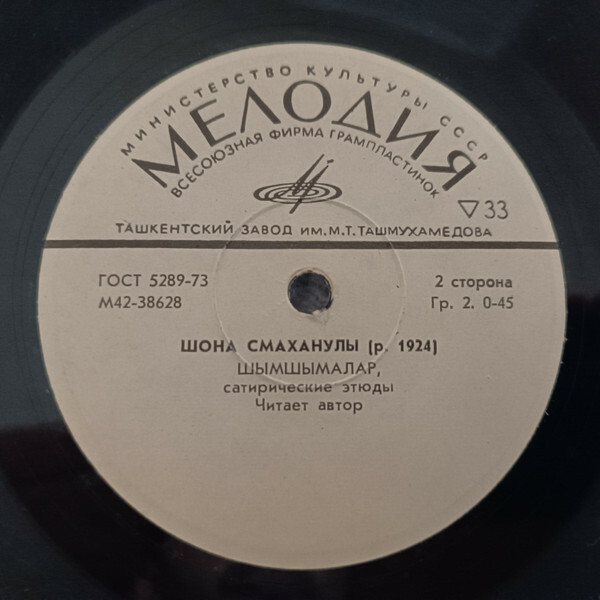 МИНИСТЕРСТВО КУЛЬТУРЫ СССР
МЕЛОДИЯ
ВСЕСОЮЗНАЯ ФИРМА ГРАМПЛАСТИНОК
33
ТАШКЕНТСКИЙ ЗАВОД ИМ. М.Т. ТАШМУХАМЕДОВА
ГОСТ 5289-73
М42-38628
2 сторона
Гр. 2. 0-45
ШОНА СМАХАНУЛЫ (р. 1924)
ШЫМШЫМАЛАР,
сатирические этюды
Читает автор